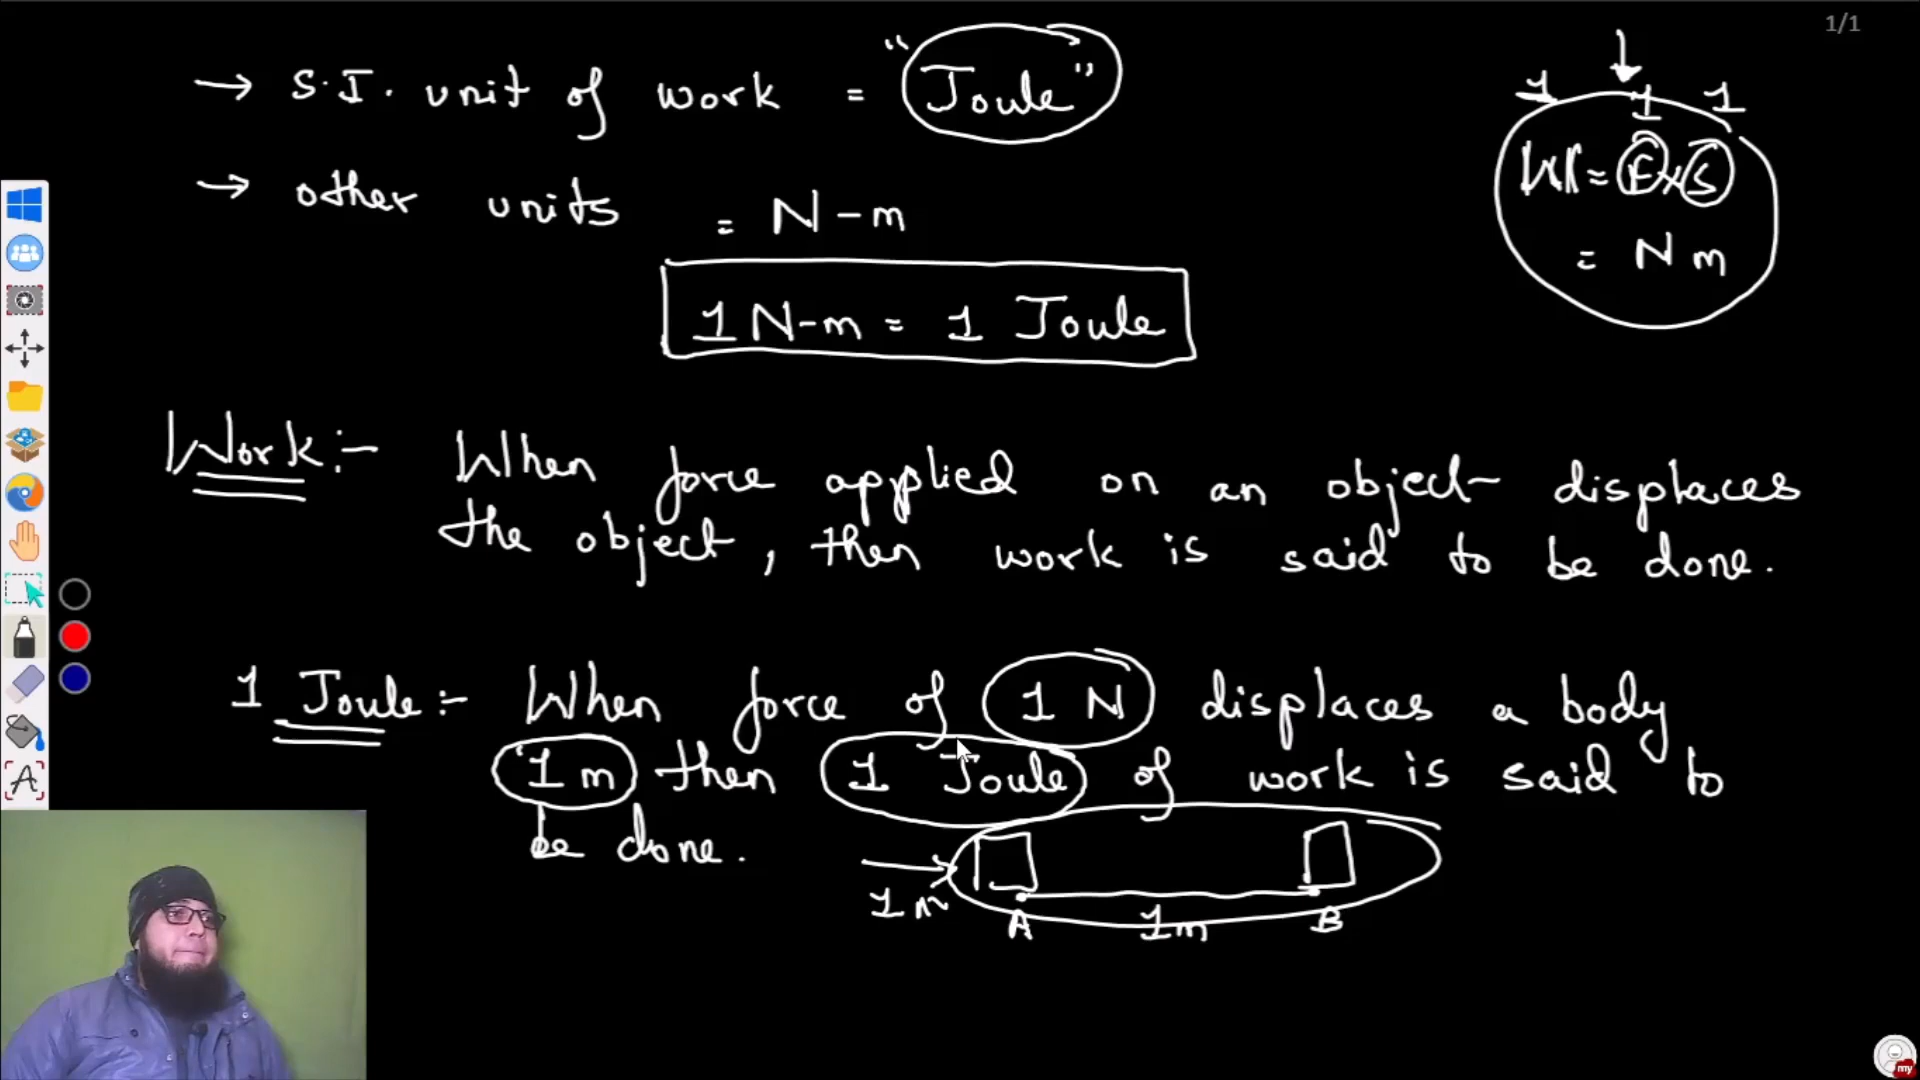 1/1
→ S.I. unit of work = "Joule"
→ other units = N-m
1 N-m = 1 Joule
1 1 1
W = F x S
= N m
Work :- When force applied on an object displaces
the object, then work is said to be done.
1 Joule :- When force of 1 N displaces a body
1 m then 1 Joule of work is said to
be done.
1 N
A 1m B
my